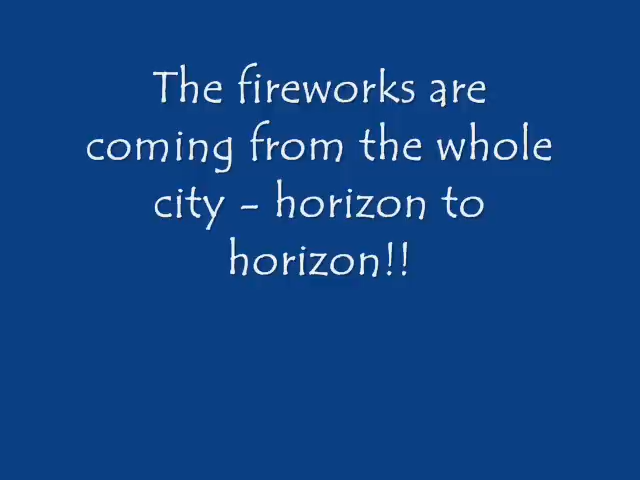 The fireworks are
coming from the whole
city - horizon to
horizon!!